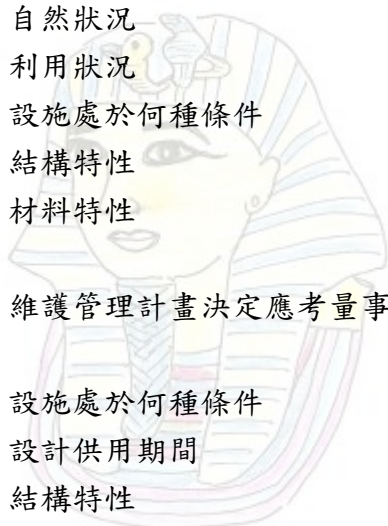 自然狀況
利用狀況
設施處於何種條件
結構特性
材料特性
維護管理計畫決定應考量事
設施處於何種條件
設計供用期間
結構特性